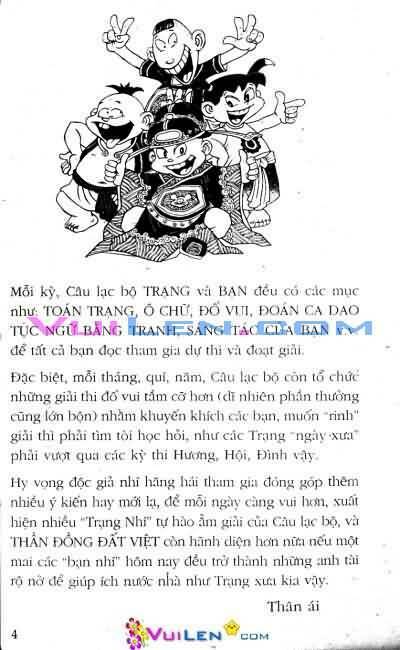 Mỗi kỳ, Câu lạc bộ TRẠNG và BẠN đều có các mục
như: TOÁN TRẠNG, Ô CHỮ, ĐỐ VUI, ĐOÁN CA DAO
TỤC NGỮ BẰNG TRANH, SÁNG TÁC CỦA BẠN v.v
để tất cả bạn đọc tham gia dự thi và đoạt giải.
VUILEN.COM
Đặc biệt, mỗi tháng, quí, năm, Câu lạc bộ còn tổ chức
những giải thi đố vui tầm cỡ hơn (dĩ nhiên phần thưởng
cũng lớn bộn) nhằm khuyến khích các bạn, muốn "rinh"
giải thì phải tìm tòi học hỏi, như các Trạng "ngày xưa"
phải vượt qua các kỳ thi Hương, Hội, Đình vậy.
Hy vọng độc giả nhí hăng hái tham gia đóng góp thêm
nhiều ý kiến hay mới lạ, để mỗi ngày càng vui hơn, xuất
hiện nhiều "Trạng Nhí" tự hào ẵm giải của Câu lạc bộ, và
THẦN ĐỒNG ĐẤT VIỆT còn hãnh diện hơn nữa nếu một
mai các "bạn nhí" hôm nay đều trở thành những anh tài
rộ nở để giúp ích nước nhà như Trạng xưa kia vậy.
Thân ái
4
VUILEN.COM